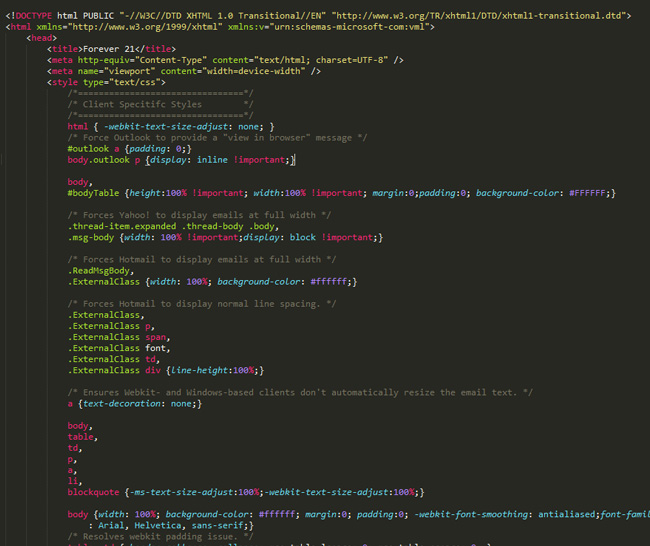 <!DOCTYPE html PUBLIC "-//W3C//DTD XHTML 1.0 Transitional//EN" "http://www.w3.org/TR/xhtml1/DTD/xhtml1-transitional.dtd">
<html xmlns="http://www.w3.org/1999/xhtml" xmlns:v="urn:schemas-microsoft-com:vml">
<head>
<title>Forever 21</title>
<meta http-equiv="Content-Type" content="text/html; charset=UTF-8" />
<meta name="viewport" content="width=device-width" />
<style type="text/css">
/*================================*/
/* Client Specitifc Styles */
/*================================*/
html { -webkit-text-size-adjust: none; }
/* Force Outlook to provide a "view in browser" message */
#outlook a {padding: 0;}
body.outlook p {display: inline !important;}
body,
#bodyTable {height:100% !important; width:100% !important; margin:0;padding:0; background-color: #FFFFFF;}
/* Forces Yahoo! to display emails at full width */
.thread-item.expanded .thread-body .body,
.msg-body {width: 100% !important;display: block !important;}
/* Forces Hotmail to display emails at full width */
.ReadMsgBody,
.ExternalClass {width: 100%; background-color: #ffffff;}
/* Forces Hotmail to display normal line spacing. */
.ExternalClass,
.ExternalClass p,
.ExternalClass span,
.ExternalClass font,
.ExternalClass td,
.ExternalClass div {line-height:100%;}
/* Ensures Webkit- and Windows-based clients don't automatically resize the email text. */
a {text-decoration: none;}
body,
table,
td,
p,
a,
li,
blockquote {-ms-text-size-adjust:100%;-webkit-text-size-adjust:100%;}
body {width: 100%; background-color: #ffffff; margin:0; padding:0; -webkit-font-smoothing: antialiased;font-famil
: Arial, Helvetica, sans-serif;}
/* Resolves webkit padding issue. */